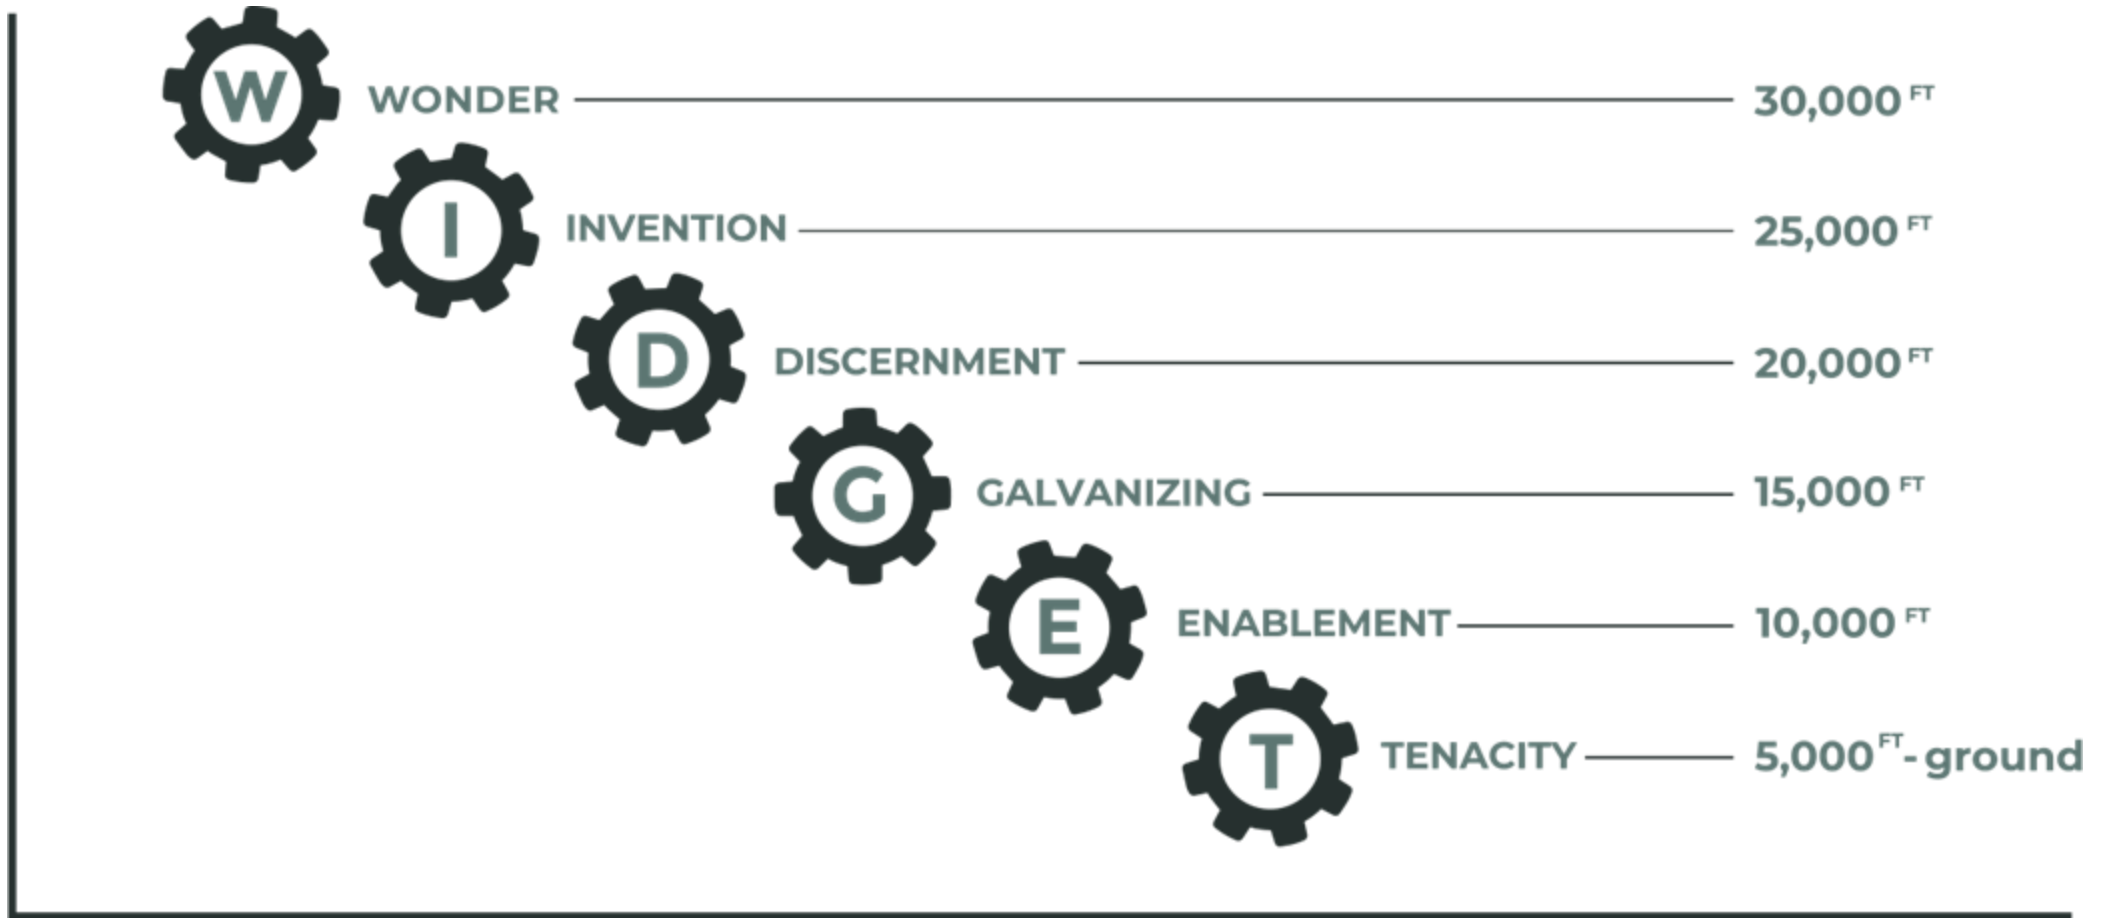 W WONDER 30,000 FT
I INVENTION 25,000 FT
D DISCERNMENT 20,000 FT
G GALVANIZING 15,000 FT
E ENABLEMENT 10,000 FT
T TENACITY 5,000 FT - ground